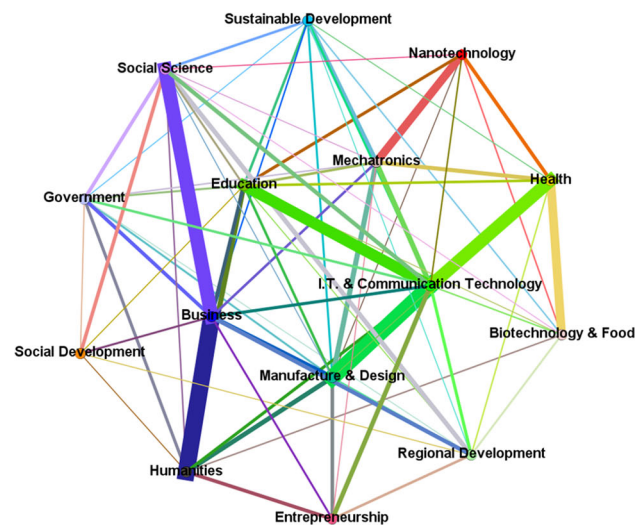 Sustainable Development
Nanotechnology
Social Science
Mechatronics
Education
Health
Government
I.T. & Communication Technology
Business
Biotechnology & Food
Social Development
Manufacture & Design
Regional Development
Humanities
Entrepreneurship